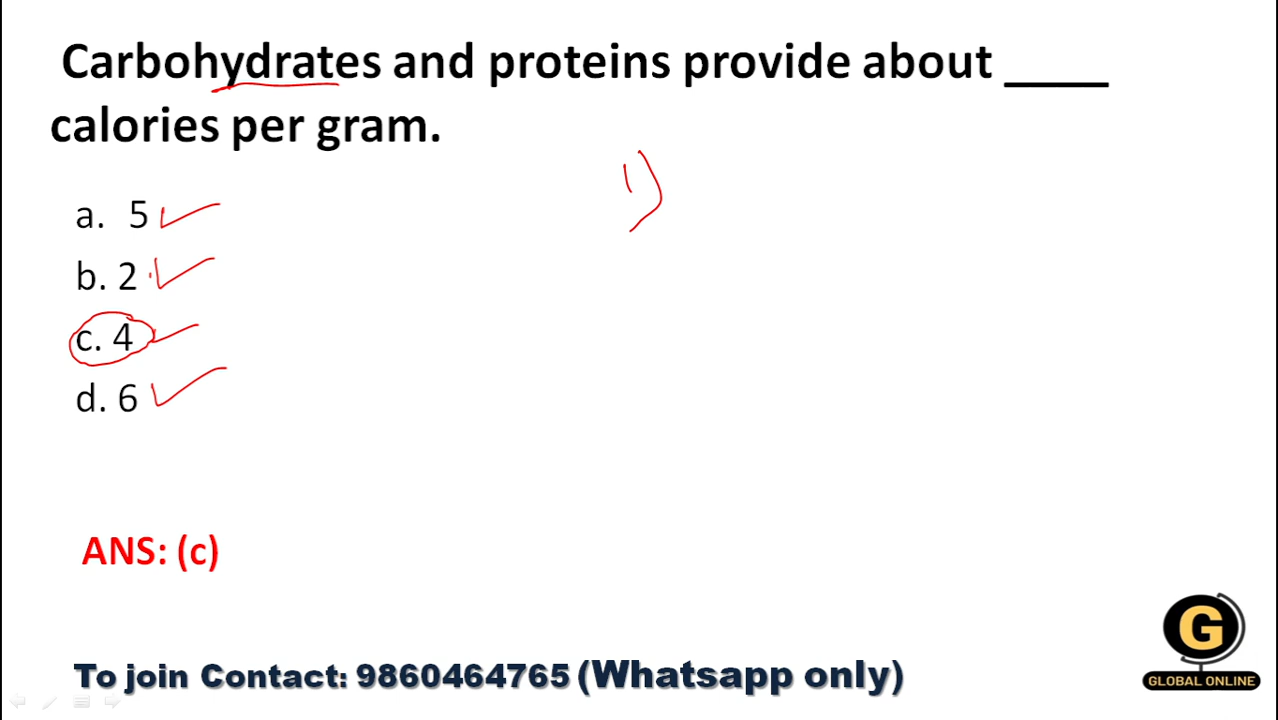 Carbohydrates and proteins provide about ____
calories per gram.
a. 5
b. 2
c. 4
d. 6
ANS: (c)
To join Contact: 9860464765 (Whatsapp only)
G
GLOBAL ONLINE